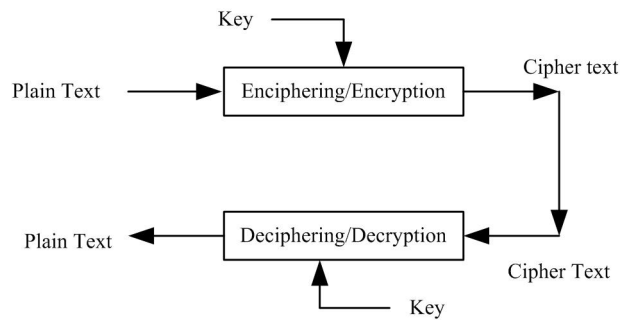 Key
Plain Text
Enciphering/Encryption
Cipher text
Plain Text
Deciphering/Decryption
Cipher Text
Key